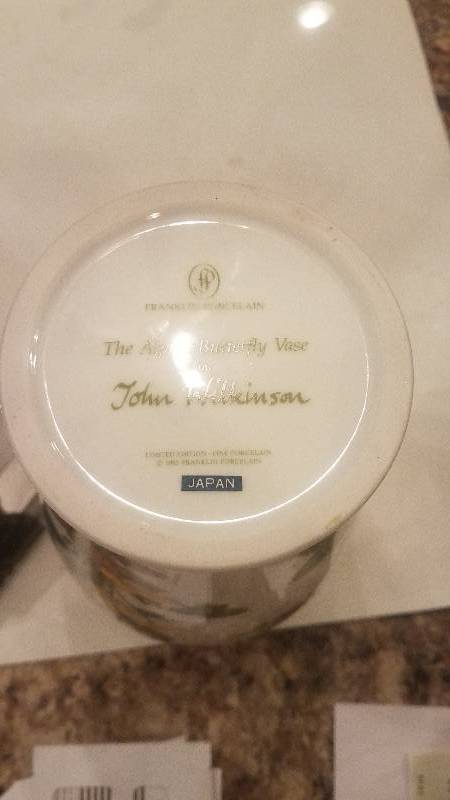 FP
FRANKLIN PORCELAIN
The Butterfly Vase
by
John Wilkinson
LIMITED EDITION - FINE PORCELAIN
FRANKLIN PORCELAIN
JAPAN